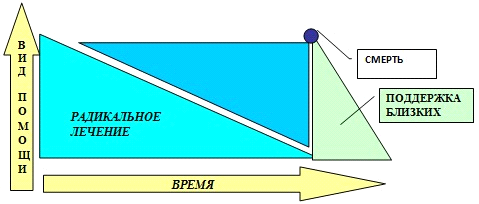 ВИД ПОМОЩИ
СМЕРТЬ
ПОДДЕРЖКА
БЛИЗКИХ
РАДИКАЛЬНОЕ
ЛЕЧЕНИЕ
ВРЕМЯ